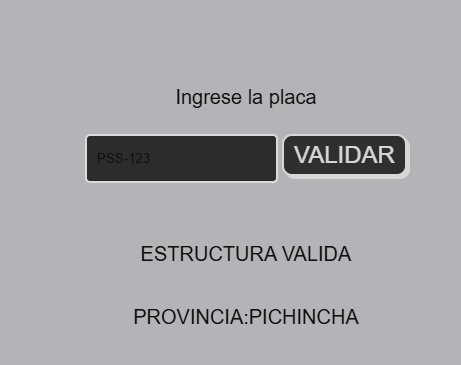 Ingrese la placa
PSS-123
VALIDAR
ESTRUCTURA VALIDA
PROVINCIA:PICHINCHA